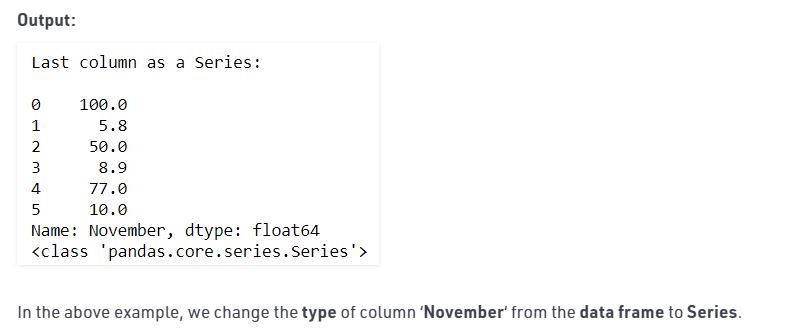 Output:
Last column as a Series:
0    100.0
1      5.8
2     50.0
3      8.9
4     77.0
5     10.0
Name: November, dtype: float64
<class 'pandas.core.series.Series'>
In the above example, we change the type of column 'November' from the data frame to Series.